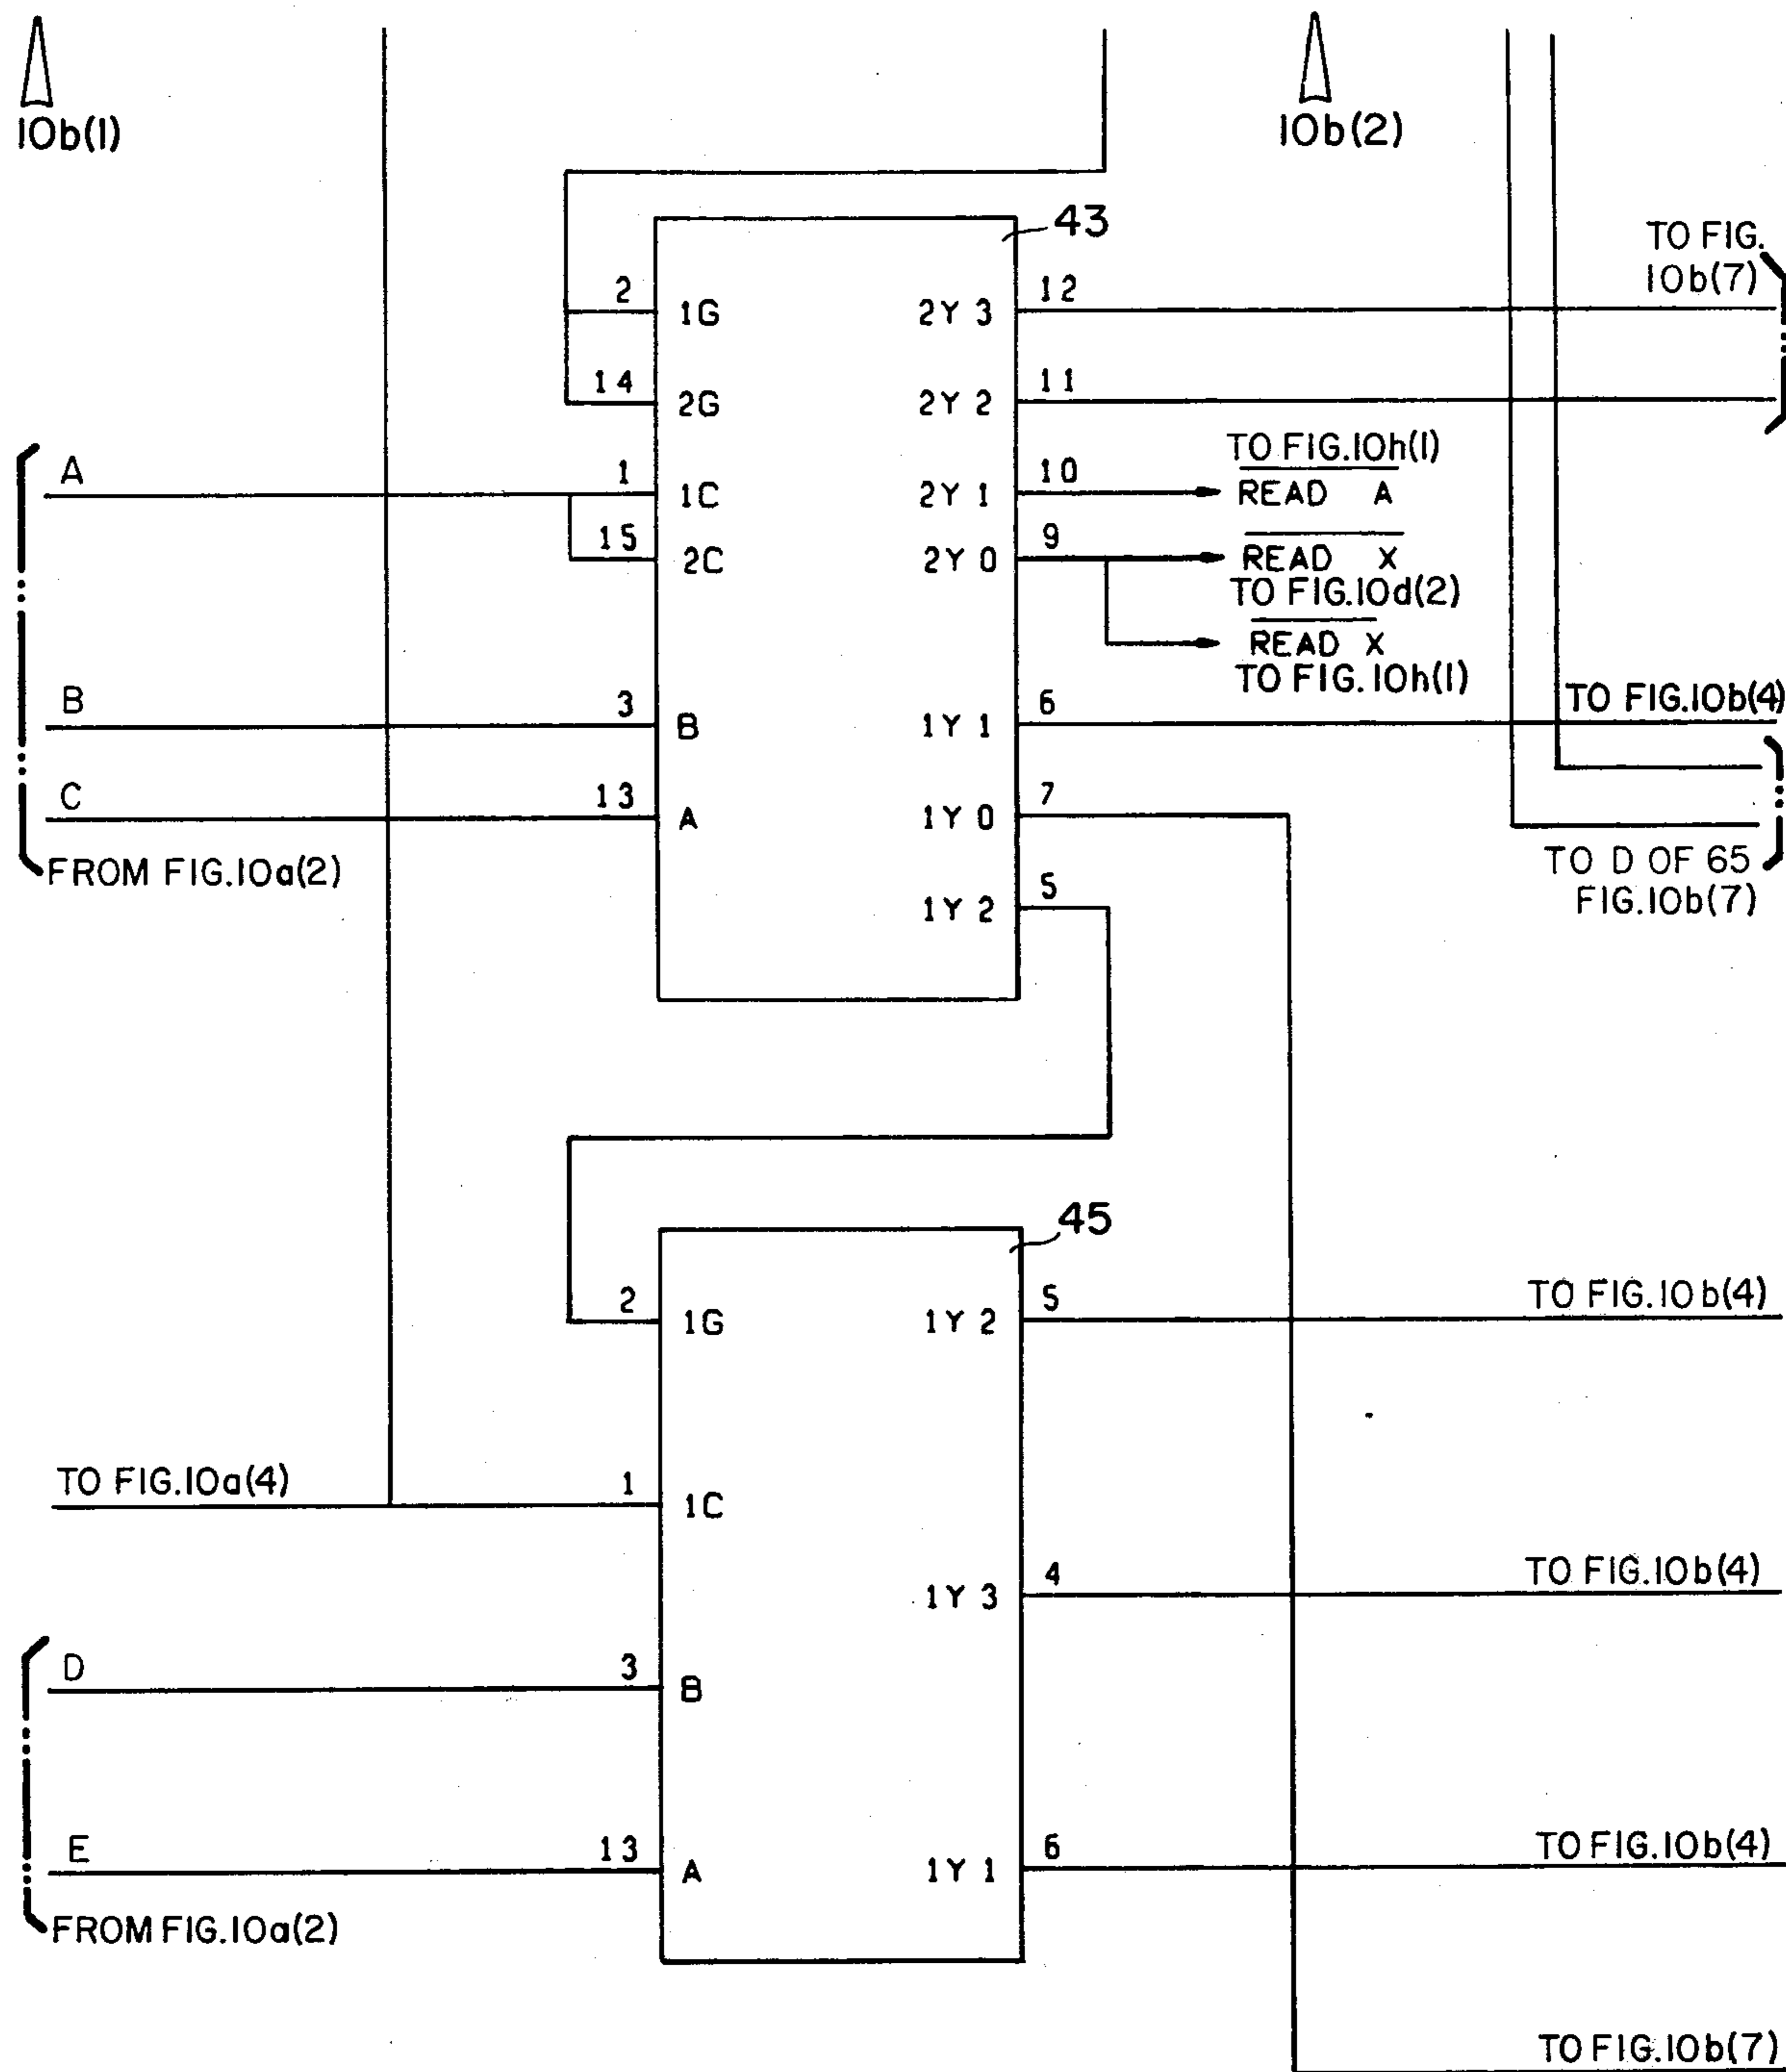 10b(1)
10b(2)
43
TO FIG.
10b(7)
2 1G 2Y 3 12
14 2G 2Y 2 11
TO FIG.10h(1)
A 1 1C 2Y 1 10 READ A
15 2C 2Y 0 9 READ X
TO FIG.10d(2)
READ X
TO FIG.10h(1)
B 3 B 1Y 1 6 TO FIG.10b(4)
C 13 A 1Y 0 7
FROM FIG.10a(2)
TO D OF 65
FIG.10b(7)
1Y 2 5
45
2 1G 1Y 2 5 TO FIG.10b(4)
TO FIG.10a(4) 1 1C
1Y 3 4 TO FIG.10b(4)
D 3 B
E 13 A 1Y 1 6 TO FIG.10b(4)
FROM FIG.10a(2)
TO FIG.10b(7)